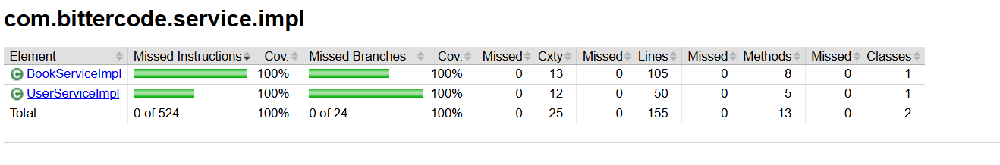 com.bittercode.service.impl
Element Missed Instructions Cov. Missed Branches Cov. Missed Cxty Missed Lines Missed Methods Missed Classes
C BookServiceImpl 100% 100% 0 13 0 105 0 8 0 1
C UserServiceImpl 100% 100% 0 12 0 50 0 5 0 1
Total 0 of 524 100% 0 of 24 100% 0 25 0 155 0 13 0 2